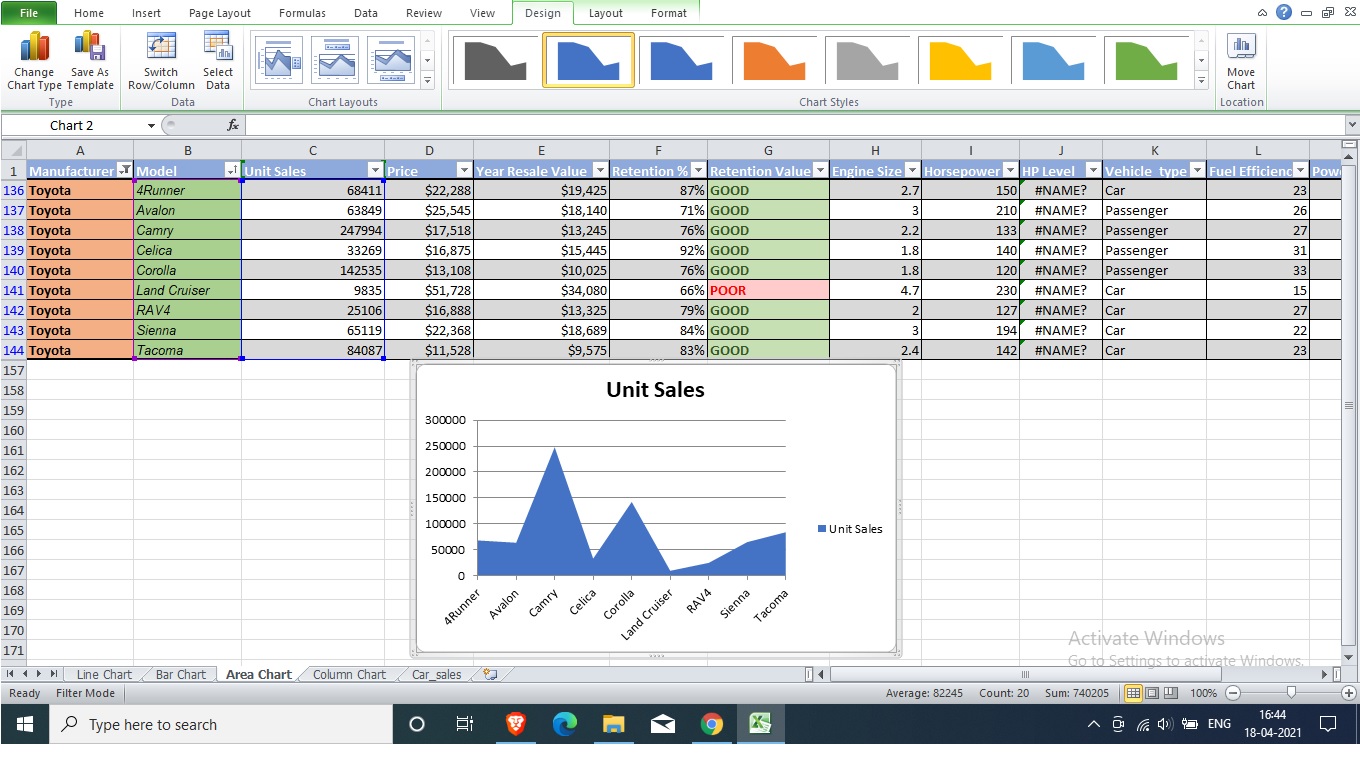 File Home Insert Page Layout Formulas Data Review View Design Layout Format
Change Chart Type Save As Template Switch Row/Column Select Data Move Chart
Type Data Chart Layouts Chart Styles Location
Chart 2 fx
A B C D E F G H I J K L
1 Manufacturer Model Unit Sales Price Year Resale Value Retention % Retention Value Engine Size Horsepower HP Level Vehicle_type Fuel Efficienc Pow
136 Toyota 4Runner 68411 $22,288 $19,425 87% GOOD 2.7 150 #NAME? Car 23
137 Toyota Avalon 63849 $25,545 $18,140 71% GOOD 3 210 #NAME? Passenger 26
138 Toyota Camry 247994 $17,518 $13,245 76% GOOD 2.2 133 #NAME? Passenger 27
139 Toyota Celica 33269 $16,875 $15,445 92% GOOD 1.8 140 #NAME? Passenger 31
140 Toyota Corolla 142535 $13,108 $10,025 76% GOOD 1.8 120 #NAME? Passenger 33
141 Toyota Land Cruiser 9835 $51,728 $34,080 66% POOR 4.7 230 #NAME? Car 15
142 Toyota RAV4 25106 $16,888 $13,325 79% GOOD 2 127 #NAME? Car 27
143 Toyota Sienna 65119 $22,368 $18,689 84% GOOD 3 194 #NAME? Car 22
144 Toyota Tacoma 84087 $11,528 $9,575 83% GOOD 2.4 142 #NAME? Car 23
157
158 Unit Sales
159
160 300000
161 250000
162 200000
163
164 150000
165 100000 Unit Sales
166 50000
167 0
168 4Runner Avalon Camry Celica Corolla Land Cruiser RAV4 Sienna Tacoma
169
170 Activate Windows
171 Go to Settings to activate Windows.
Line Chart Bar Chart Area Chart Column Chart Car_sales
Ready Filter Mode Average: 82245 Count: 20 Sum: 740205 100%
Type here to search ENG 16:44
18-04-2021